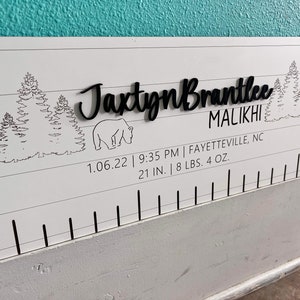 JaxtynBrantlee
MALIKHI
1.06.22 | 9:35 PM | FAYETTEVILLE, NC
21 IN. | 8 LBS. 4 OZ.